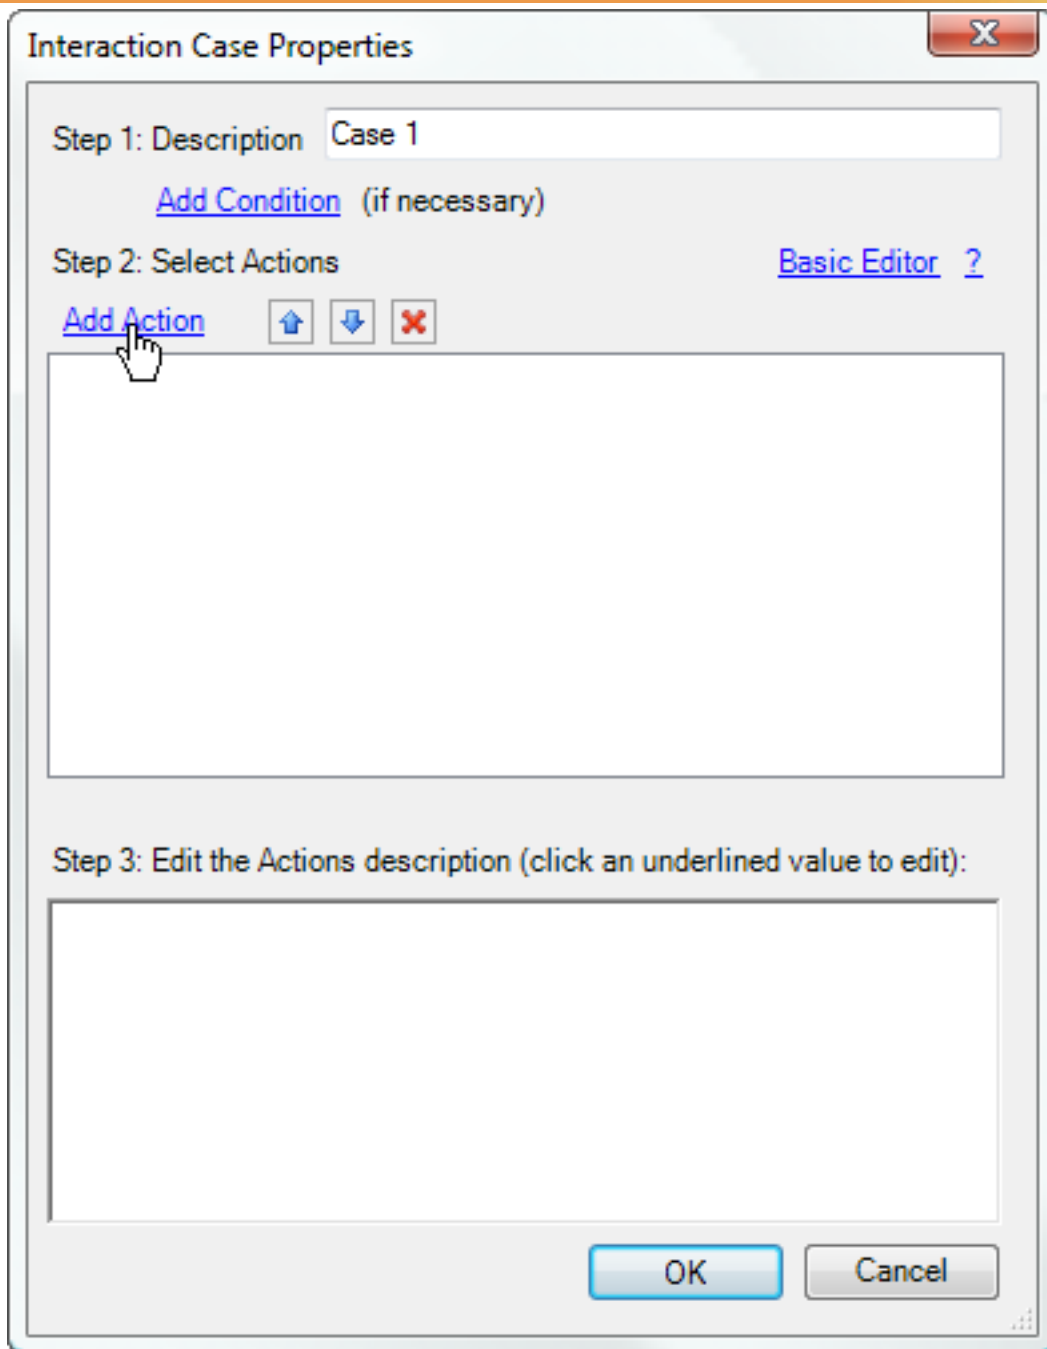 Interaction Case Properties
Step 1: Description Case 1
Add Condition (if necessary)
Step 2: Select Actions Basic Editor ?
Add Action
Step 3: Edit the Actions description (click an underlined value to edit):
OK Cancel